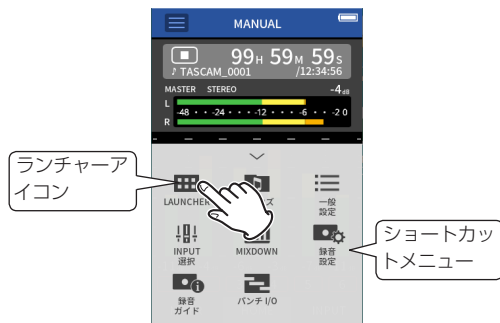 MANUAL
99H 59M 59S
♪ TASCAM_0001 /12:34:56
MASTER STEREO -4dB
L
-48 · · · -24 · · · · -12 · · · -6 · · -2 0
R
ランチャーア
イコン
LAUNCHER
ズ
一般
設定
INPUT
選択
MIXDOWN
録音
設定
ショートカッ
トメニュー
録音
ガイド
パンチ I/O